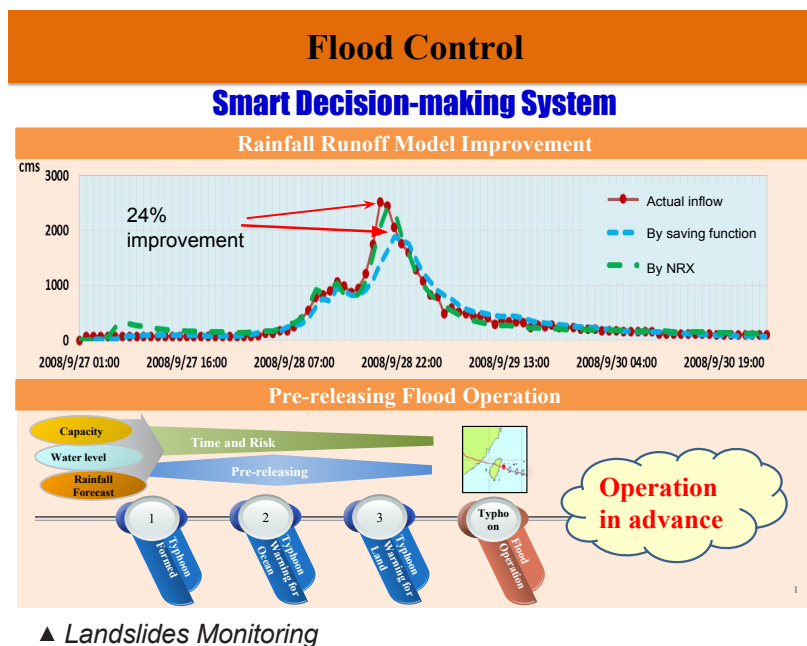 Flood Control
Smart Decision-making System
Rainfall Runoff Model Improvement
cms
3000
2000
1000
0
24%
improvement
Actual inflow
By saving function
By NRX
2008/9/27 01:00 2008/9/27 16:00 2008/9/28 07:00 2008/9/28 22:00 2008/9/29 13:00 2008/9/30 04:00 2008/9/30 19:00
Pre-releasing Flood Operation
Capacity
Water level
Rainfall
Forecast
Time and Risk
Pre-releasing
1
Typhoon
Formed
2
Typhoon
Warning for
Ocean
3
Typhoon
Warning for
Land
Typho
on
Flood
Operation
Operation
in advance
1
▲ Landslides Monitoring